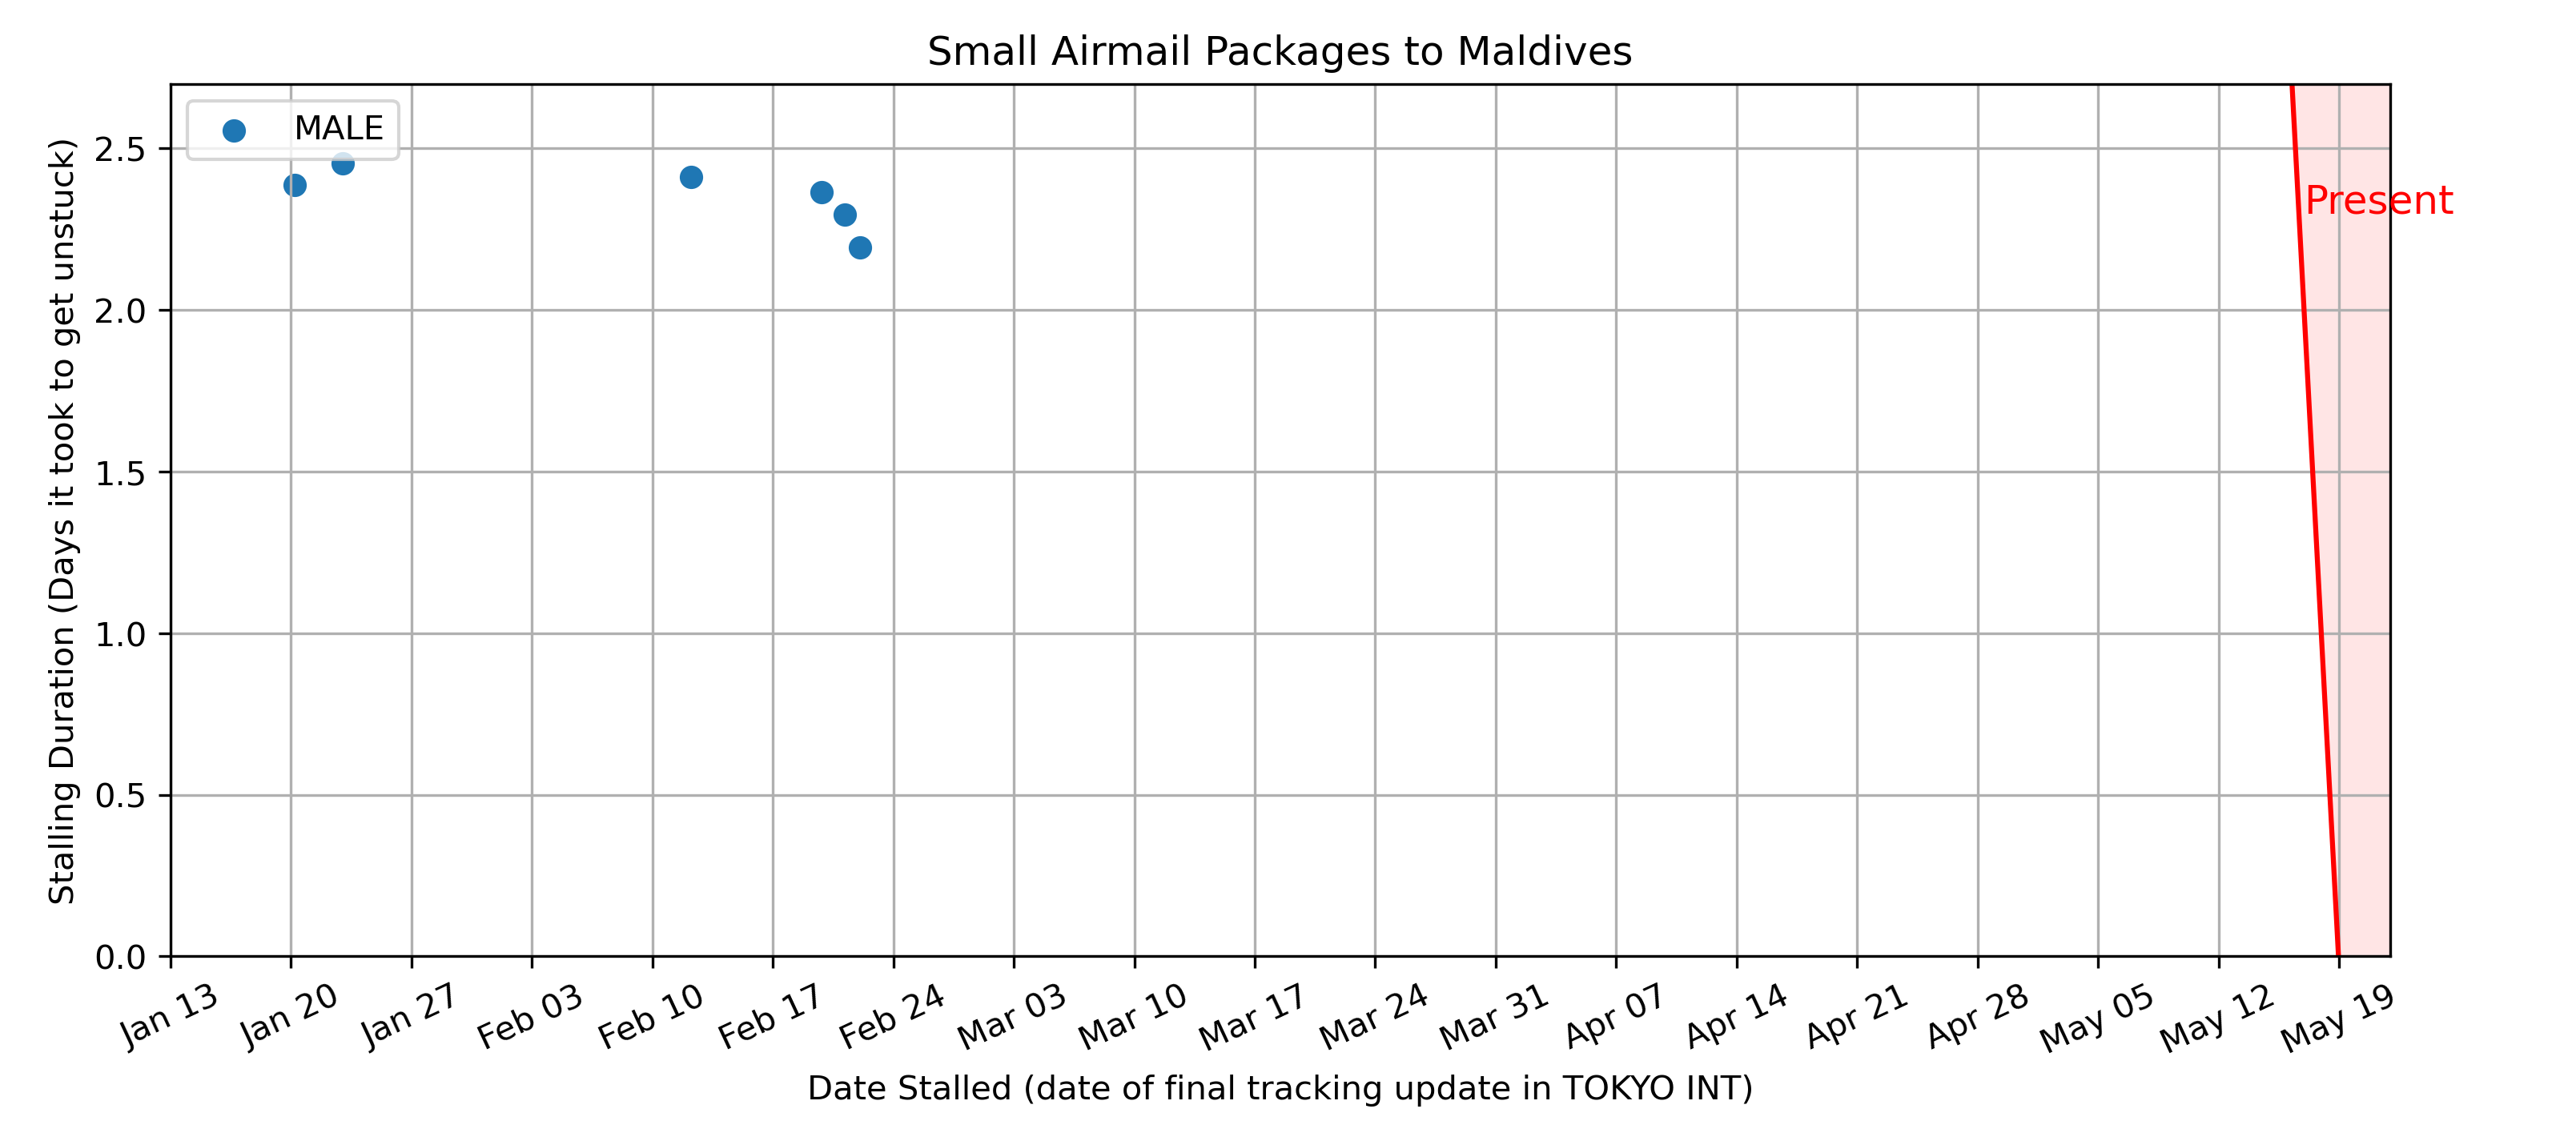 Small Airmail Packages to Maldives
MALE
Present
Stalling Duration (Days it took to get unstuck)
2.5
2.0
1.5
1.0
0.5
0.0
Jan 13 Jan 20 Jan 27 Feb 03 Feb 10 Feb 17 Feb 24 Mar 03 Mar 10 Mar 17 Mar 24 Mar 31 Apr 07 Apr 14 Apr 21 Apr 28 May 05 May 12 May 19
Date Stalled (date of final tracking update in TOKYO INT)